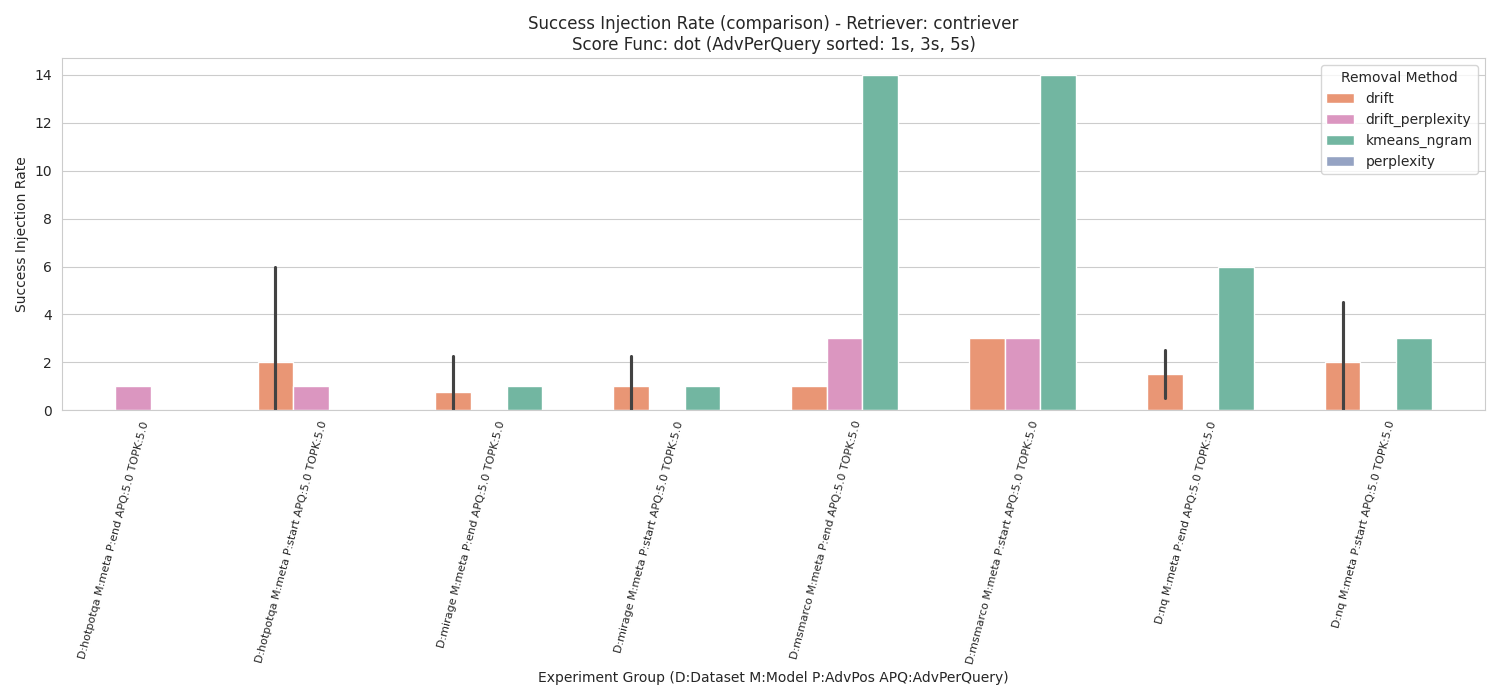 Success Injection Rate (comparison) - Retriever: contriever
Score Func: dot (AdvPerQuery sorted: 1s, 3s, 5s)
Success Injection Rate
14
12
10
8
6
4
2
0
Removal Method
drift
drift_perplexity
kmeans_ngram
perplexity
D:hotpotqa M:meta P:end APQ:5.0 TOPK:5.0
D:hotpotqa M:meta P:start APQ:5.0 TOPK:5.0
D:mirage M:meta P:end APQ:5.0 TOPK:5.0
D:mirage M:meta P:start APQ:5.0 TOPK:5.0
D:msmarco M:meta P:end APQ:5.0 TOPK:5.0
D:msmarco M:meta P:start APQ:5.0 TOPK:5.0
D:nq M:meta P:end APQ:5.0 TOPK:5.0
D:nq M:meta P:start APQ:5.0 TOPK:5.0
Experiment Group (D:Dataset M:Model P:AdvPos APQ:AdvPerQuery)